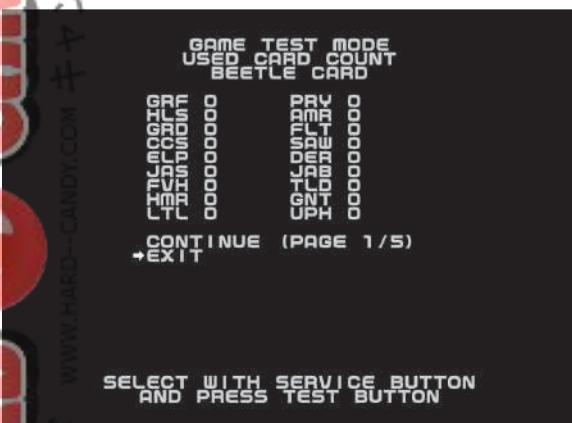 GAME TEST MODE
USED CARD COUNT
BEETLE CARD
GRF 0 PRY 0
HLS 0 AMR 0
GRD 0 FLT 0
CCS 0 SAW 0
ELP 0 DER 0
JAS 0 JAB 0
FVH 0 TLD 0
HMR 0 GNT 0
LTL 0 UPH 0
CONTINUE (PAGE 1/5)
→EXIT
SELECT WITH SERVICE BUTTON
AND PRESS TEST BUTTON
WWW.HARD--CANDY.COM